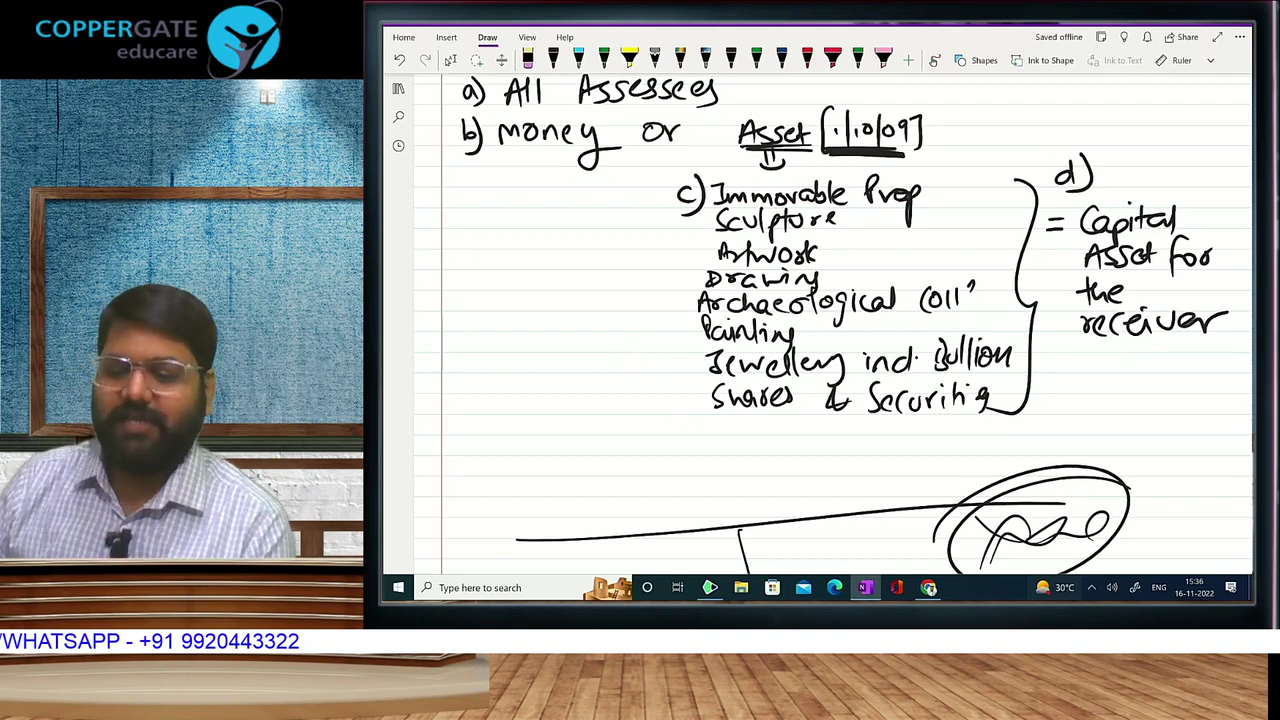 COPPERGATE
educare
Home Insert Draw View Help
Saved offline
Share
Shapes Ink to Shape Ink to Text Ruler
a) All Assessees
b) money or Asset [1/10/09]
c) Immovable Prop
Sculpture
Artwork
Drawing
Archaeological Coll'
Painting
Jewellery incl. Bullion
Shares & Securities
d)
= Capital
Asset for
the
receiver
Type here to search
30°C
ENG
15:36
16-11-2022
/WHATSAPP - +91 9920443322